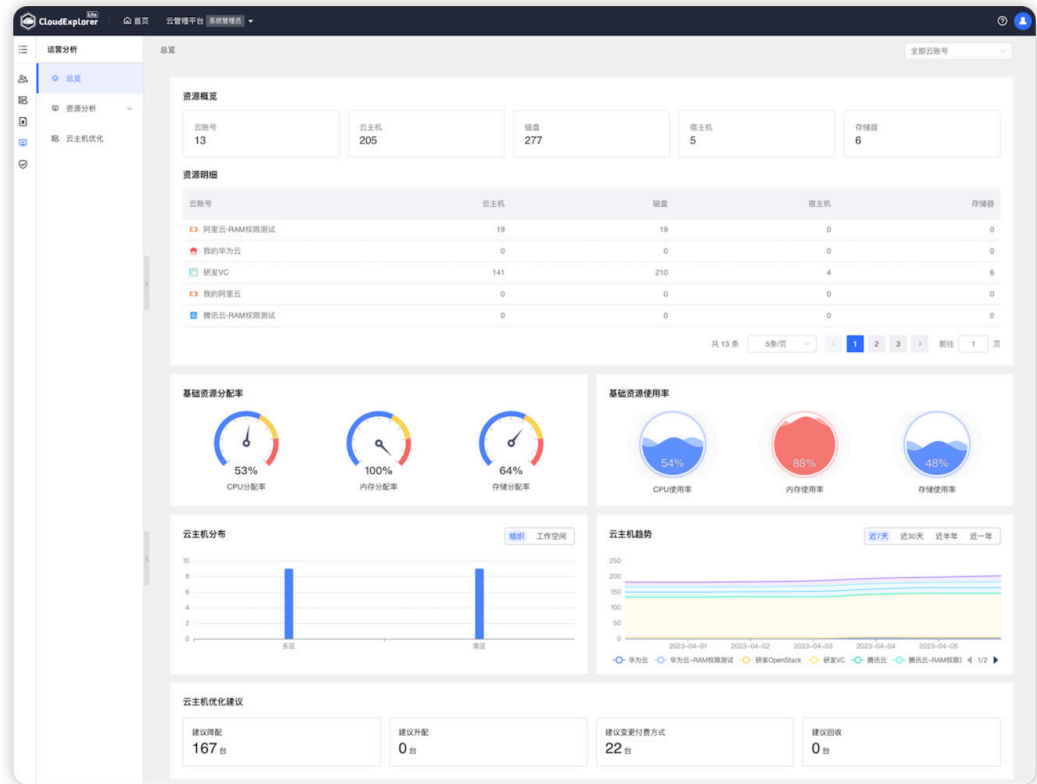 CloudExplorer Lite 首页 云管理平台 系统管理员
运营分析
总览
资源分析
云主机优化
总览 全部云账号
资源概览
云账号 云主机 磁盘 宿主机 存储器
13 205 277 5 6
资源明细
云账号 云主机 磁盘 宿主机 存储器
阿里云-RAM权限测试 19 19 0 0
我的华为云 0 0 0 0
研发VC 141 210 4 6
我的阿里云 0 0 0 0
腾讯云-RAM权限测试 0 0 0 0
共 13 条 5条/页 1 2 3 前往 1 页
基础资源分配率
53% 100% 64%
CPU分配率 内存分配率 存储分配率
基础资源使用率
54% 88% 48%
CPU使用率 内存使用率 存储使用率
云主机分布 组织 工作空间
10
8
6
4
2
0
东区 南区
云主机趋势 近7天 近30天 近半年 近一年
250
200
150
100
50
0
2023-04-01 2023-04-02 2023-04-03 2023-04-04 2023-04-05
华为云 华为云-RAM权限测试 研发OpenStack 研发VC 腾讯云 腾讯云-RAM权限 1/2
云主机优化建议
建议降配 建议升配 建议变更付费方式 建议回收
167 台 0 台 22 台 0 台